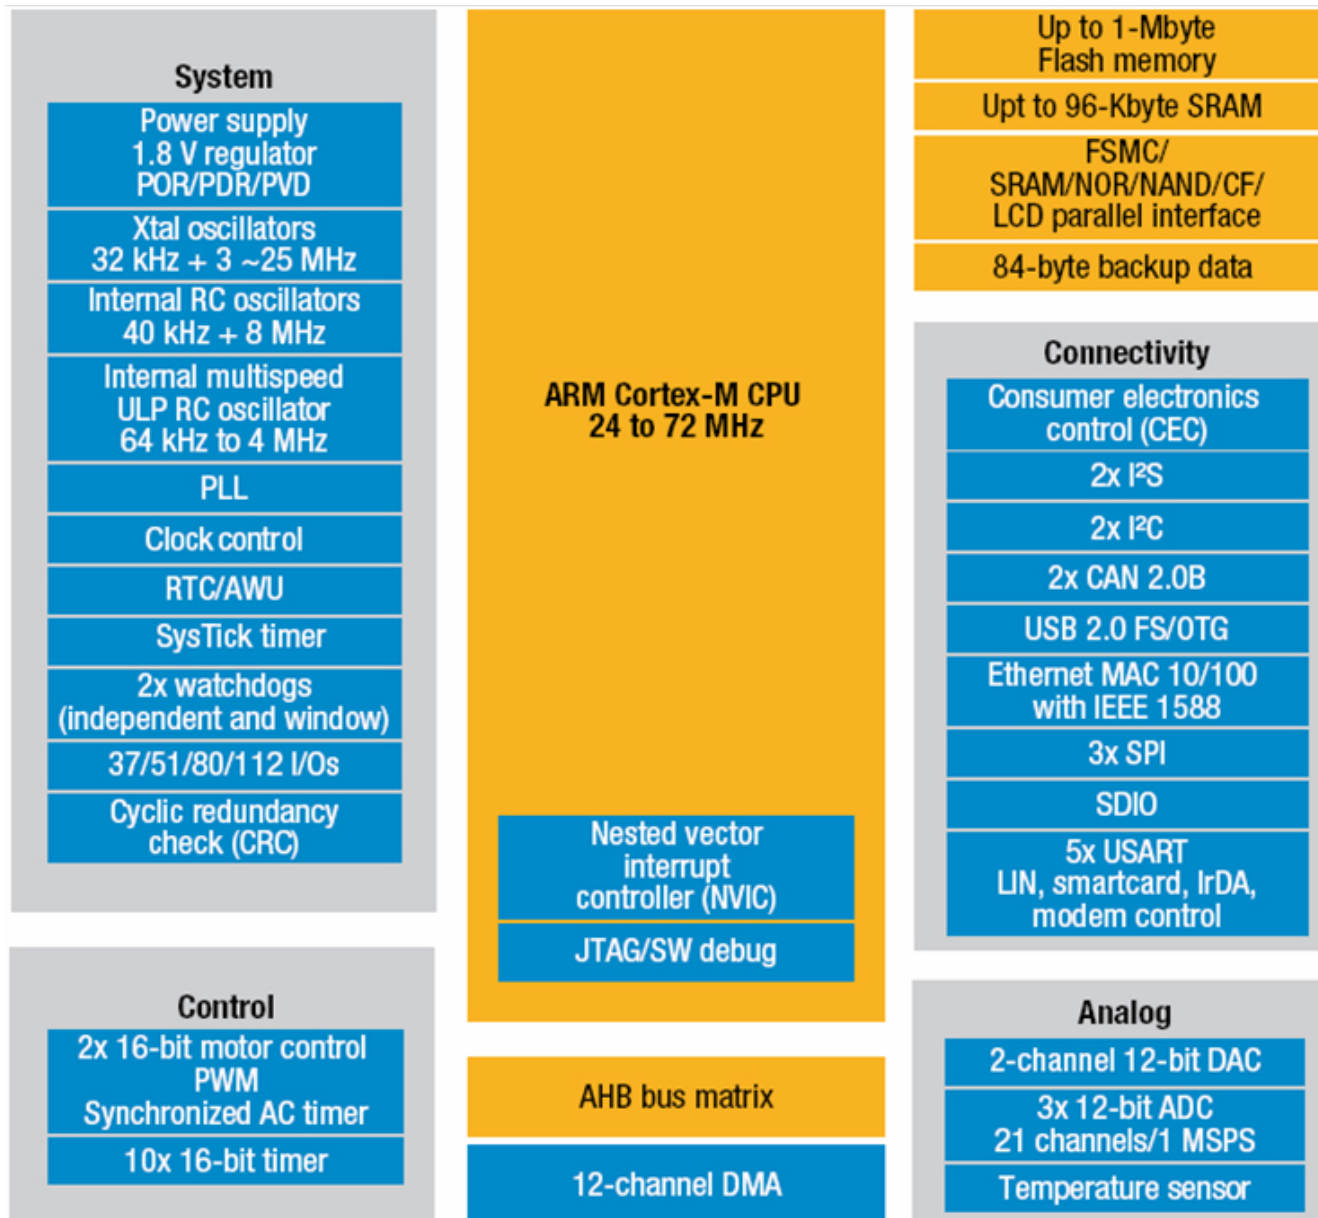 System
Power supply
1.8 V regulator
POR/PDR/PVD
Xtal oscillators
32 kHz + 3 ~25 MHz
Internal RC oscillators
40 kHz + 8 MHz
Internal multispeed
ULP RC oscillator
64 kHz to 4 MHz
PLL
Clock control
RTC/AWU
SysTick timer
2x watchdogs
(independent and window)
37/51/80/112 I/Os
Cyclic redundancy
check (CRC)
Control
2x 16-bit motor control
PWM
Synchronized AC timer
10x 16-bit timer
ARM Cortex-M CPU
24 to 72 MHz
Nested vector
interrupt
controller (NVIC)
JTAG/SW debug
AHB bus matrix
12-channel DMA
Up to 1-Mbyte
Flash memory
Upt to 96-Kbyte SRAM
FSMC/
SRAM/NOR/NAND/CF/
LCD parallel interface
84-byte backup data
Connectivity
Consumer electronics
control (CEC)
2x I²S
2x I²C
2x CAN 2.0B
USB 2.0 FS/OTG
Ethernet MAC 10/100
with IEEE 1588
3x SPI
SDIO
5x USART
LIN, smartcard, IrDA,
modem control
Analog
2-channel 12-bit DAC
3x 12-bit ADC
21 channels/1 MSPS
Temperature sensor